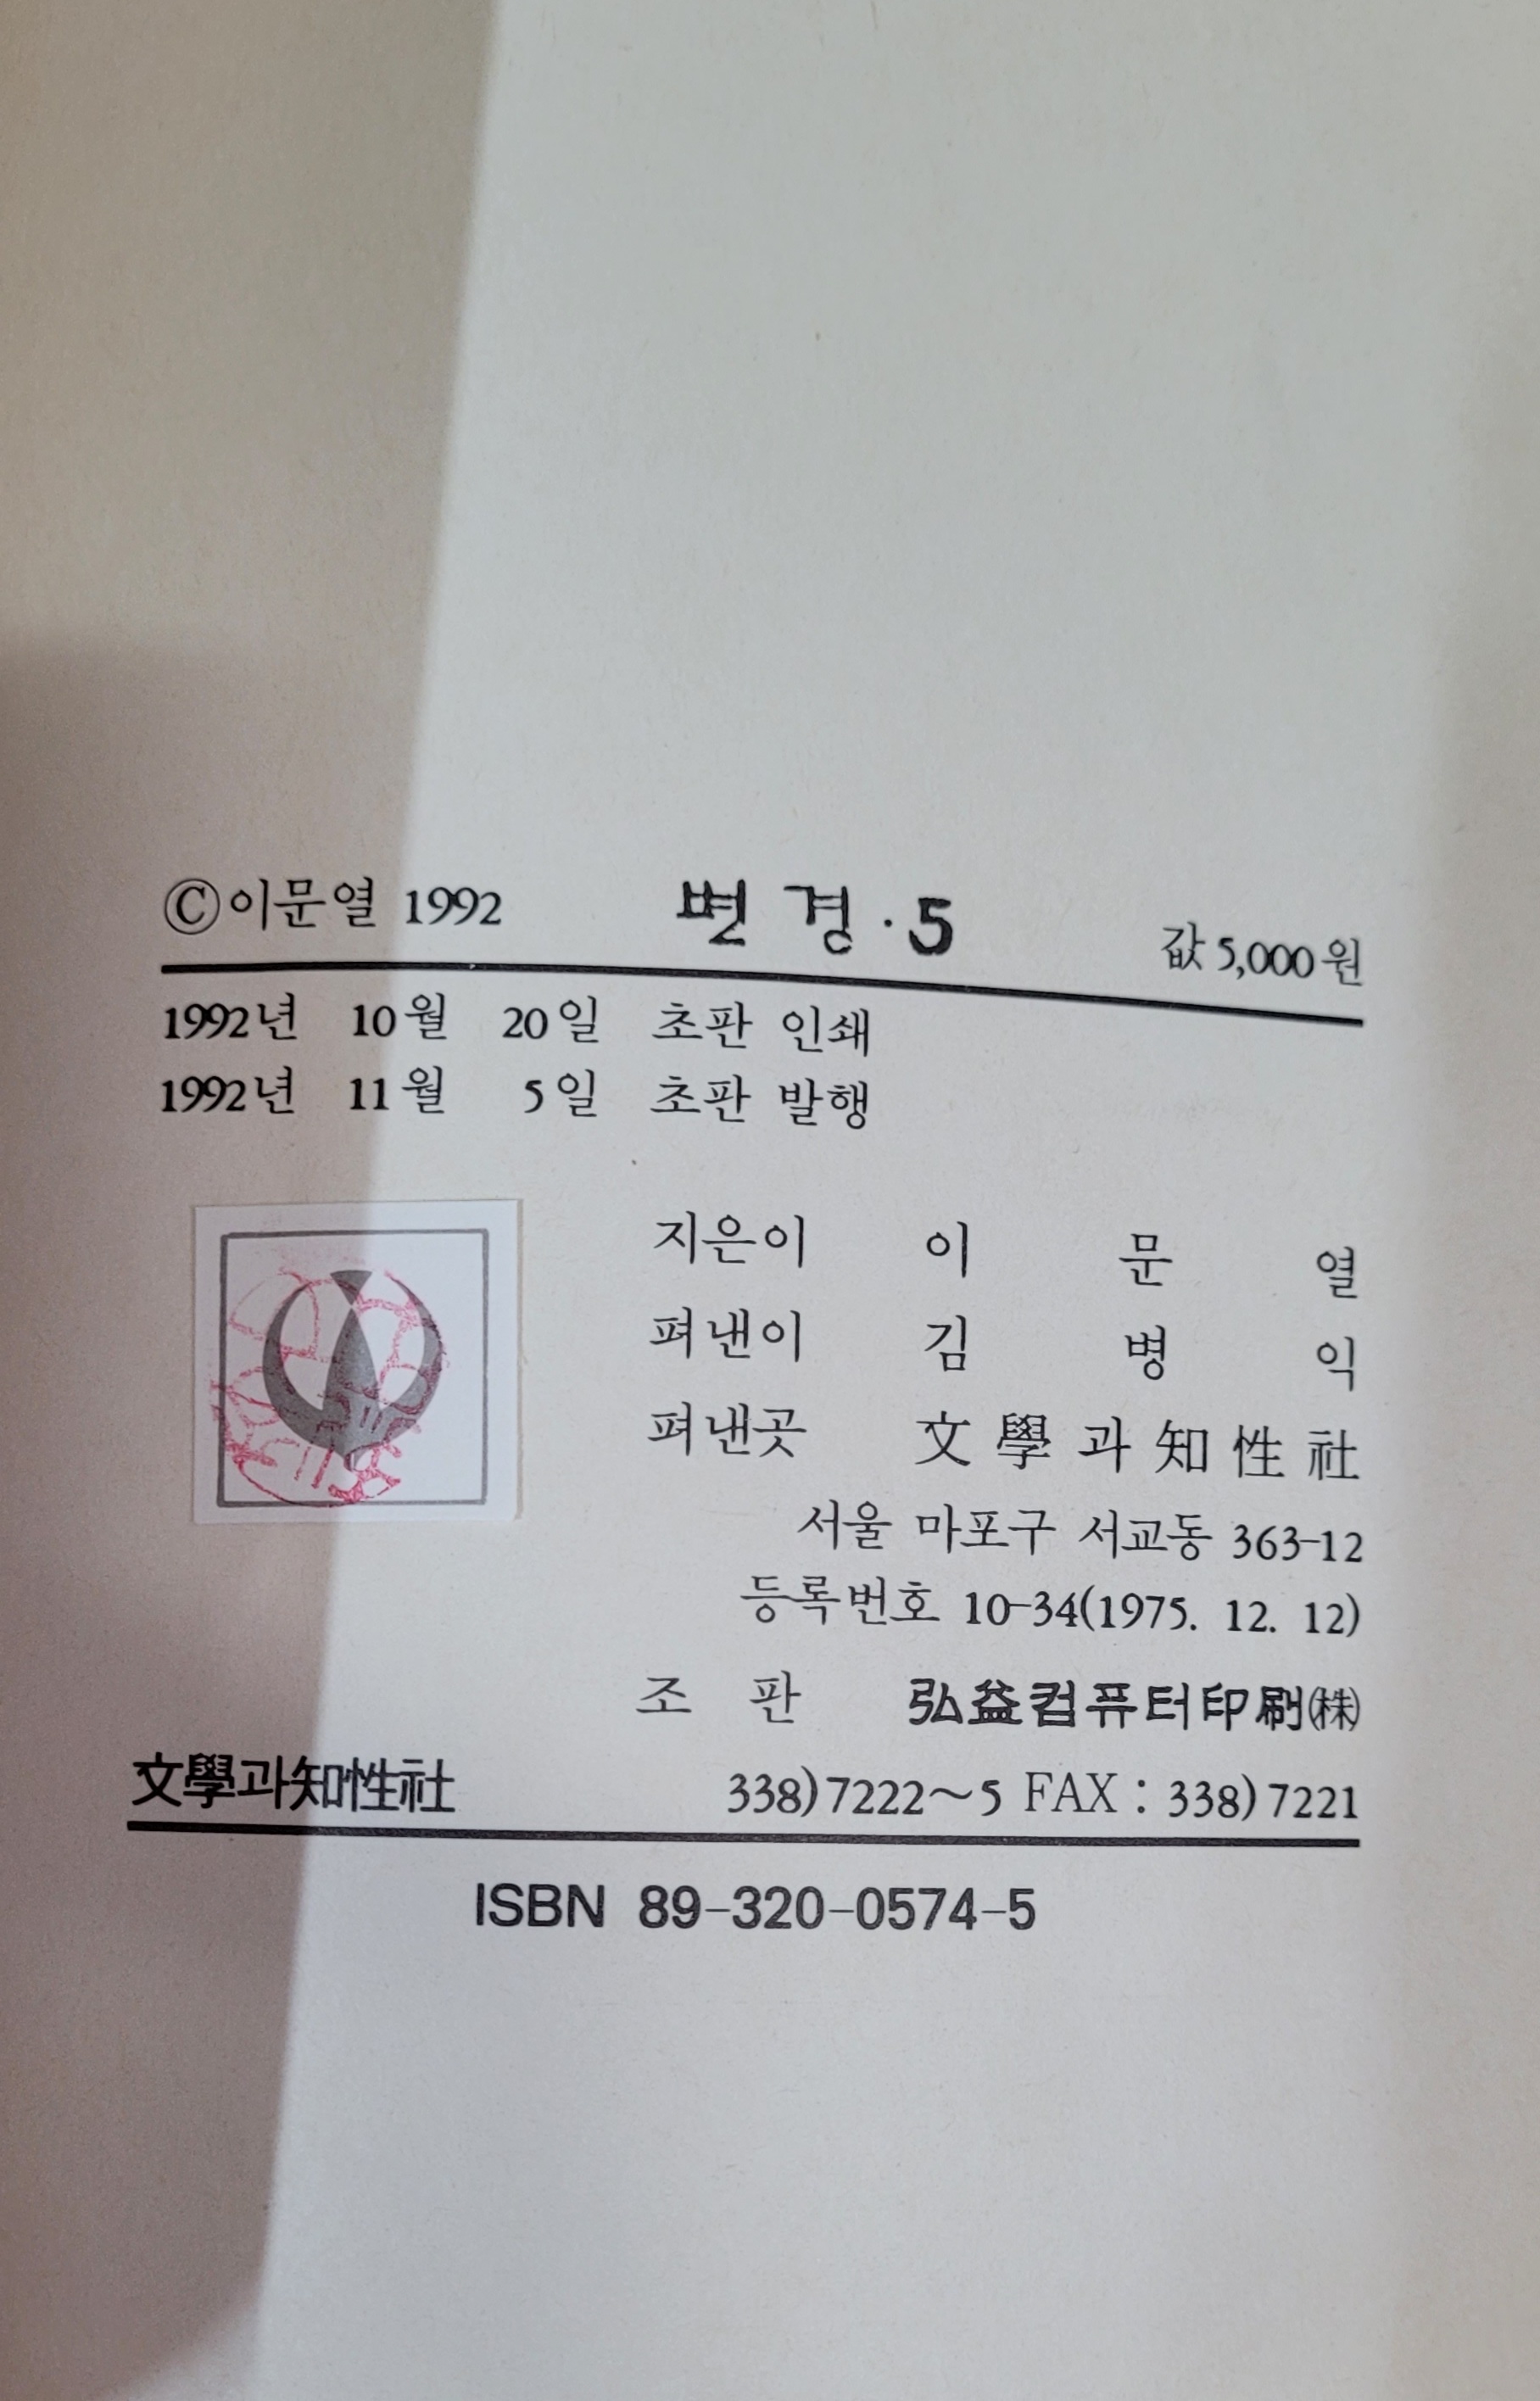 ⓒ이문열 1992 변 경 · 5 값 5,000원
1992년 10월 20일 초판 인쇄
1992년 11월 5일 초판 발행
지은이 이 문 열
펴낸이 김 병 익
펴낸곳 文 學 과 知 性 社
서울 마포구 서교동 363-12
등록번호 10-34(1975. 12. 12)
조 판 弘益컴퓨터印刷㈱
文學과知性社 338)7222~5 FAX : 338)7221
ISBN 89-320-0574-5